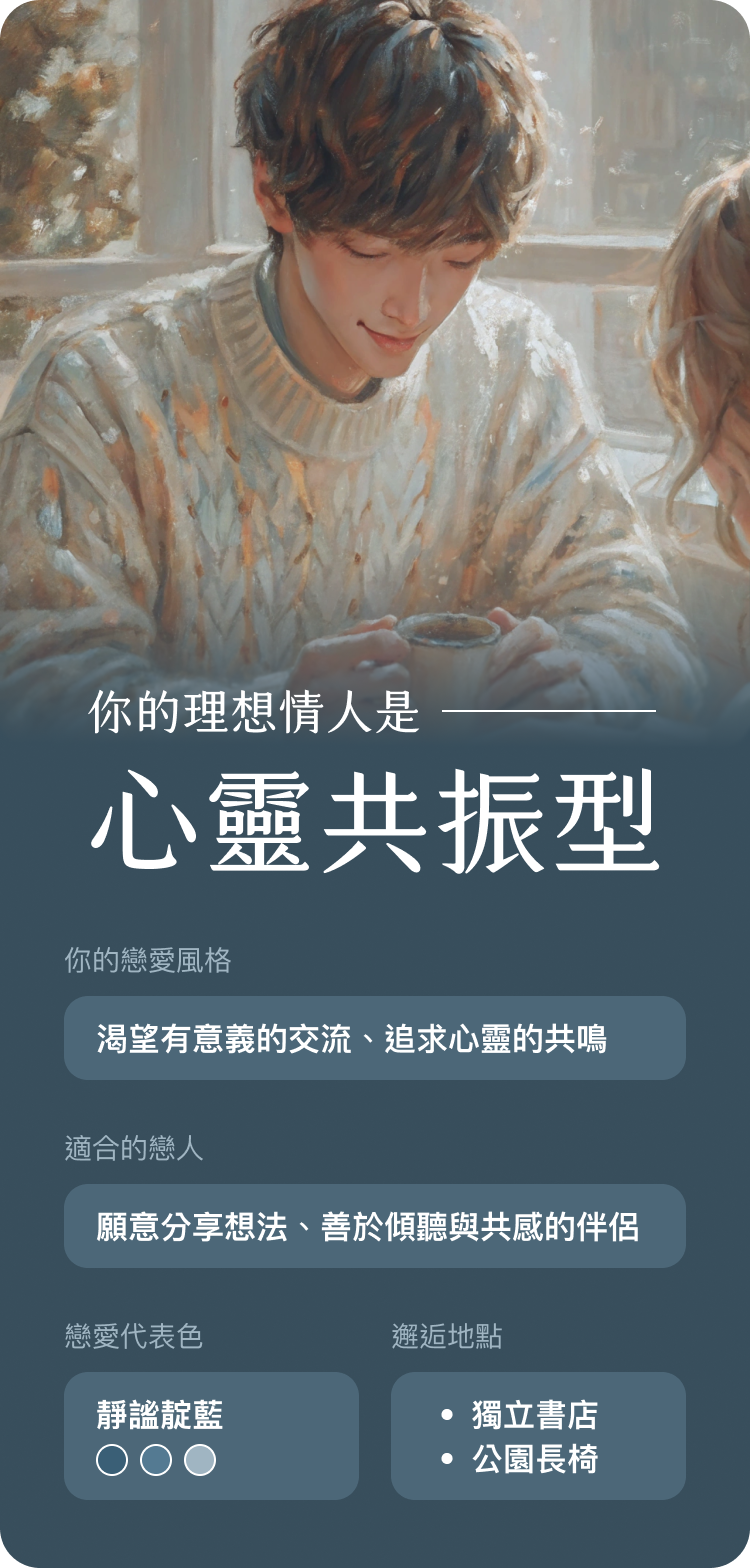 你的理想情人是
心靈共振型
你的戀愛風格
渴望有意義的交流、追求心靈的共鳴
適合的戀人
願意分享想法、善於傾聽與共感的伴侶
戀愛代表色
靜謐靛藍
邂逅地點
• 獨立書店
• 公園長椅